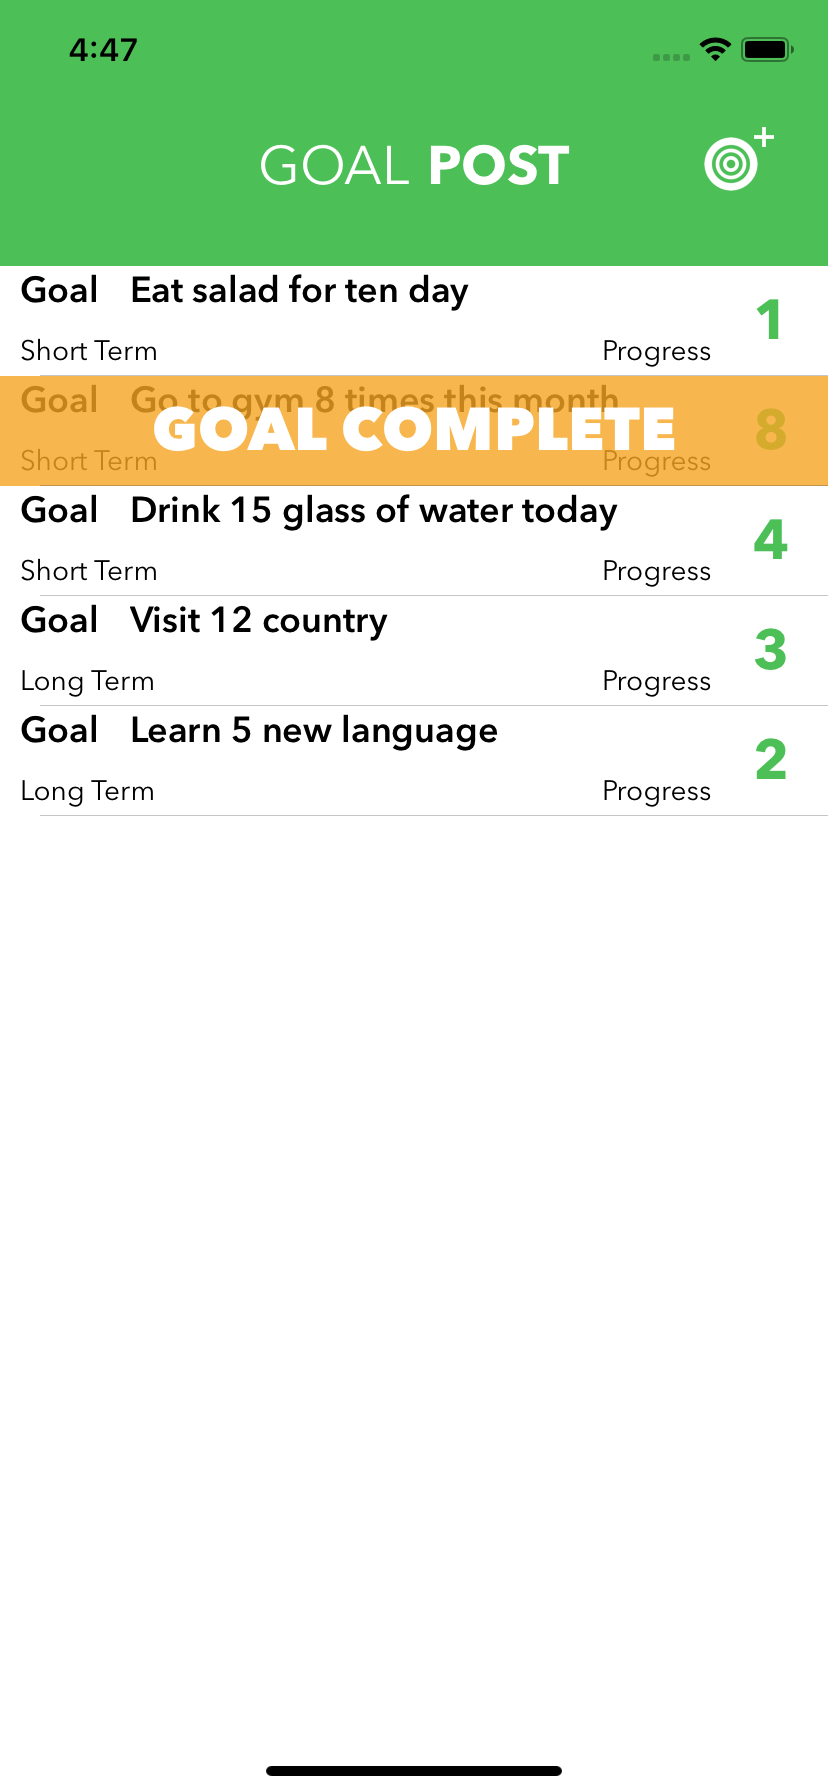 4:47
GOAL POST
Goal Eat salad for ten day
1
Short Term Progress
Goal Go to gym 8 times this month
GOAL COMPLETE
8
Short Term Progress
Goal Drink 15 glass of water today
4
Short Term Progress
Goal Visit 12 country
3
Long Term Progress
Goal Learn 5 new language
2
Long Term Progress